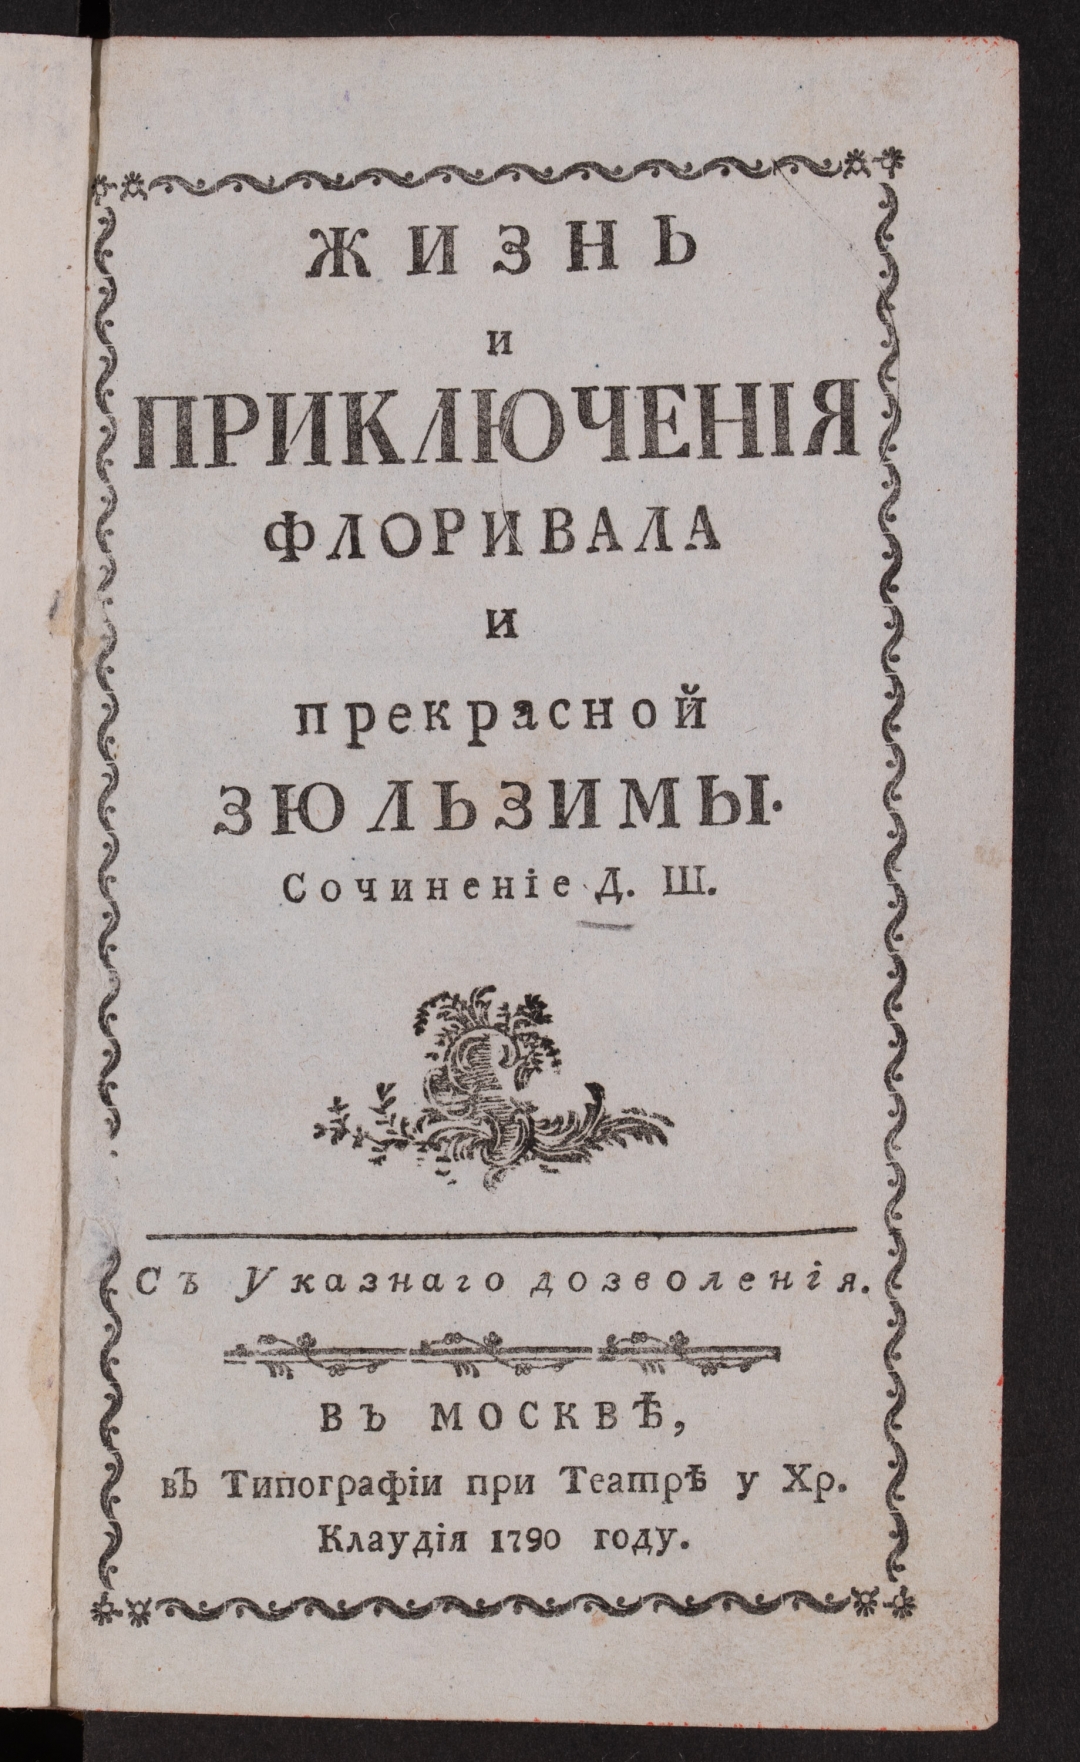 ЖИЗНЬ
и
ПРИКЛЮЧЕНІЯ
ФЛОРИВАЛА
и
прекрасной
ЗЮЛЬЗИМЫ.
Сочиненіе Д. Ш.
Съ Указнаго дозволенія.
ВЪ МОСКВѢ,
въ Типографіи при Театрѣ у Хр.
Клаудія 1790 году.